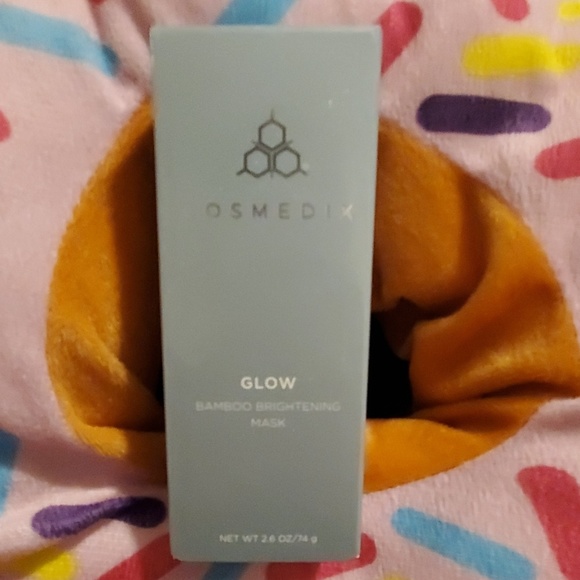 OSMEDIX
GLOW
BAMBOO BRIGHTENING
MASK
NET WT 2.6 OZ/74 g